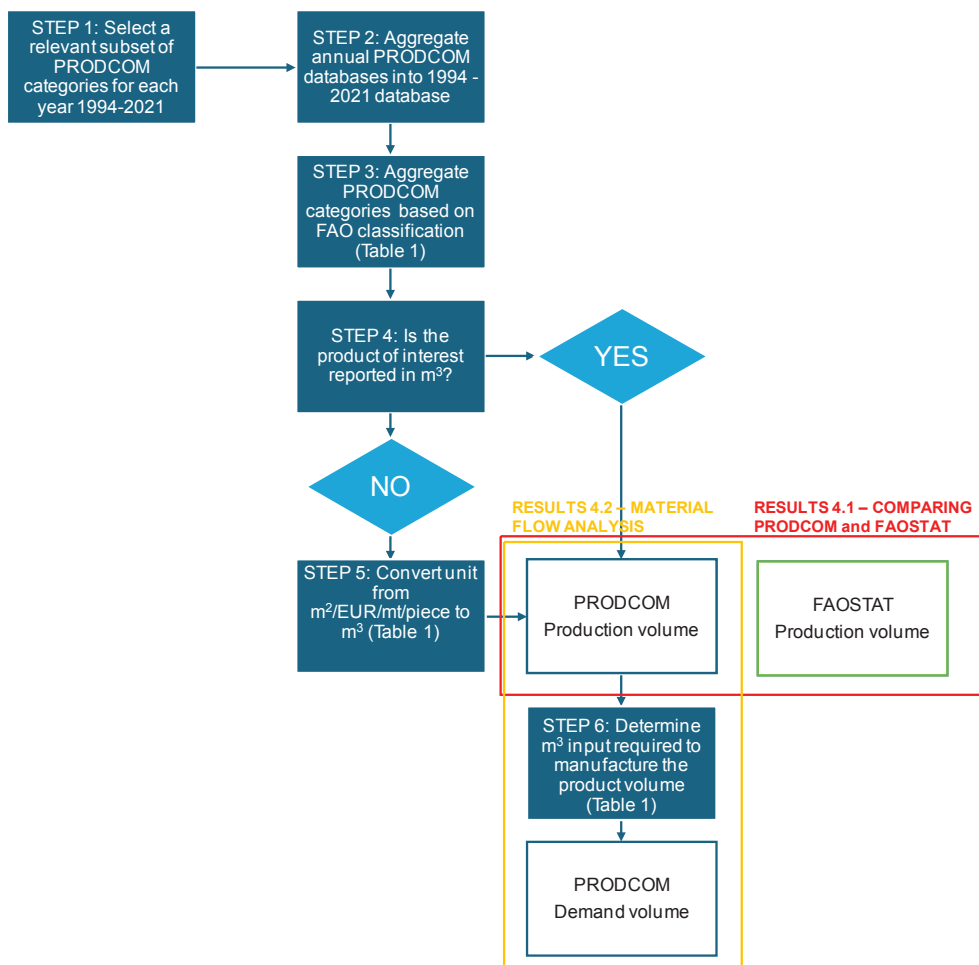 STEP 1: Select a
relevant subset of
PRODCOM
categories for each
year 1994-2021
STEP 2: Aggregate
annual PRODCOM
databases into 1994 -
2021 database
STEP 3: Aggregate
PRODCOM
categories based on
FAO classification
(Table 1)
STEP 4: Is the
product of interest
reported in m³?
YES
NO
RESULTS 4.2 – MATERIAL
FLOW ANALYSIS
RESULTS 4.1 – COMPARING
PRODCOM and FAOSTAT
STEP 5: Convert unit
from
m²/EUR/mt/piece to
m³ (Table 1)
PRODCOM
Production volume
FAOSTAT
Production volume
STEP 6: Determine
m³ input required to
manufacture the
product volume
(Table 1)
PRODCOM
Demand volume